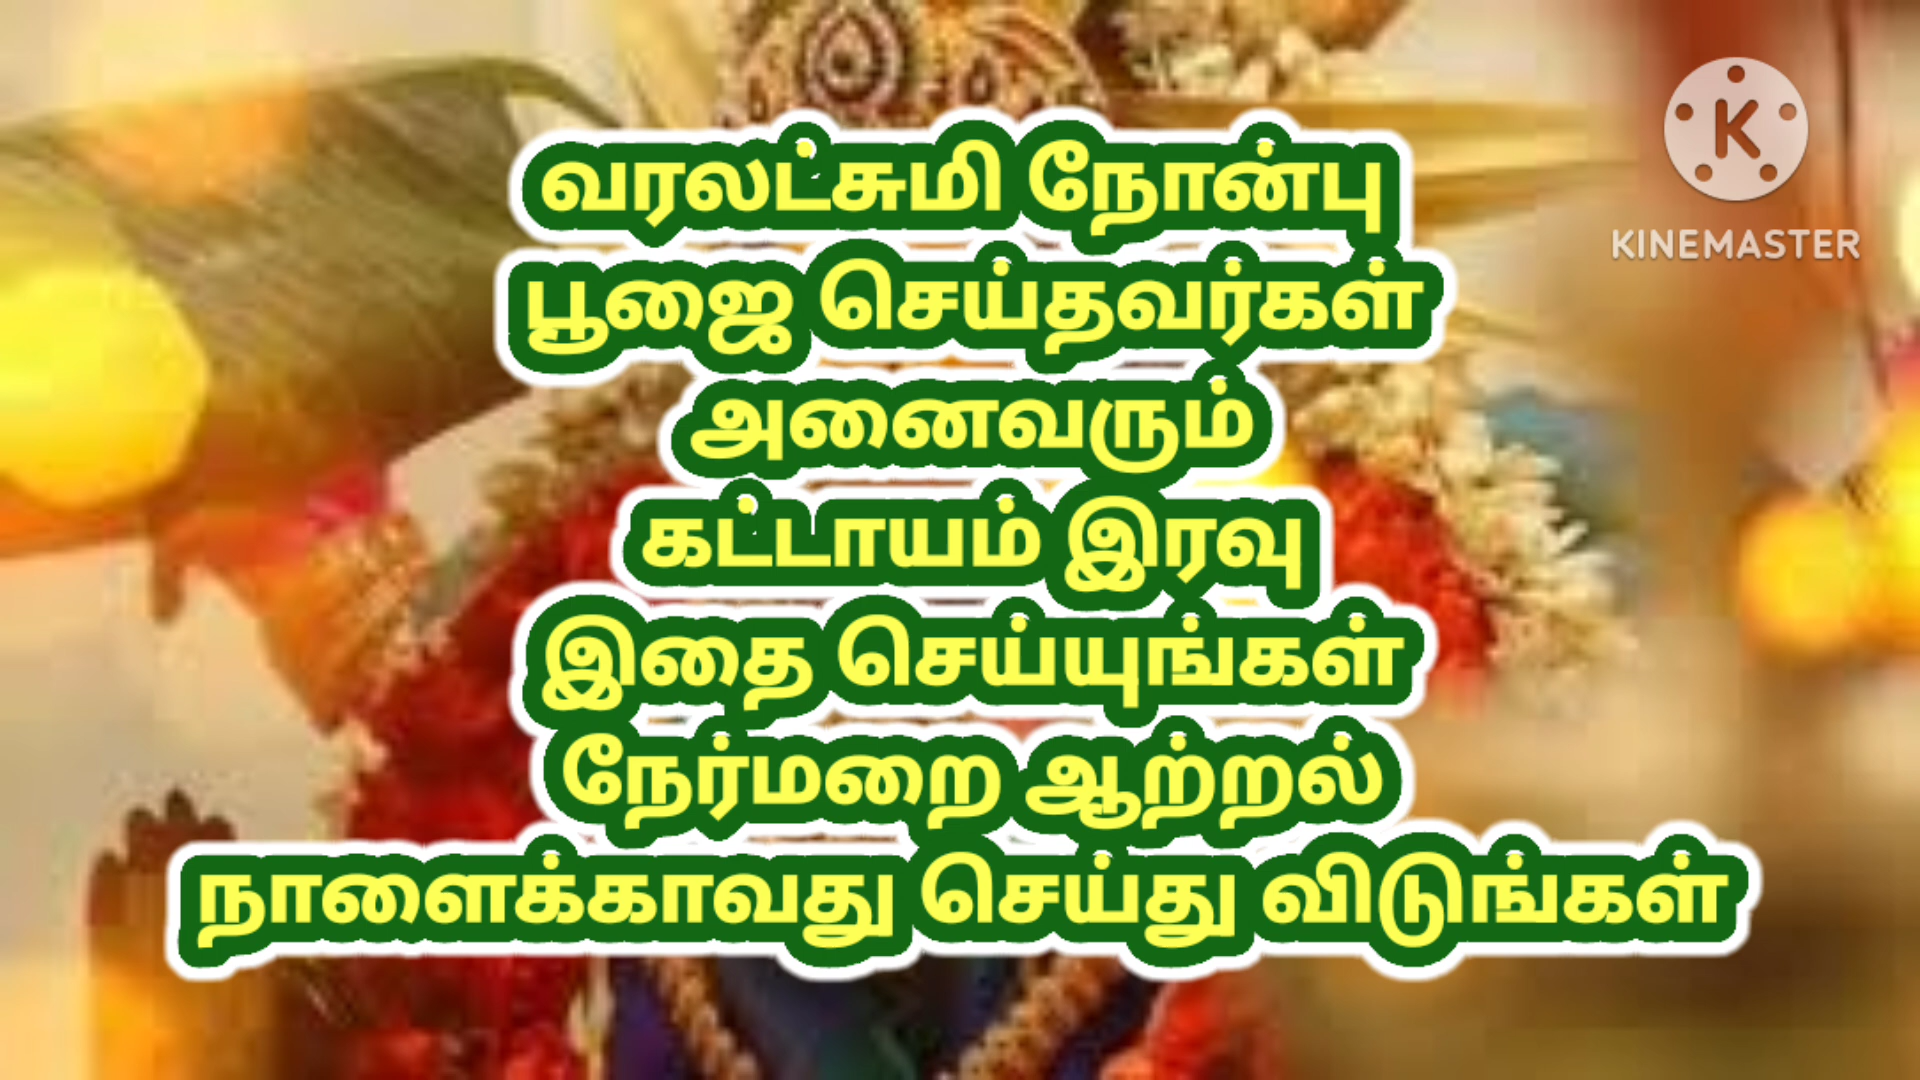 வரலட்சுமி நோன்பு
பூஜை செய்தவர்கள்
அனைவரும்
கட்டாயம் இரவு
இதை செய்யுங்கள்
நேர்மறை ஆற்றல்
நாளைக்காவது செய்து விடுங்கள்
K
KINEMASTER